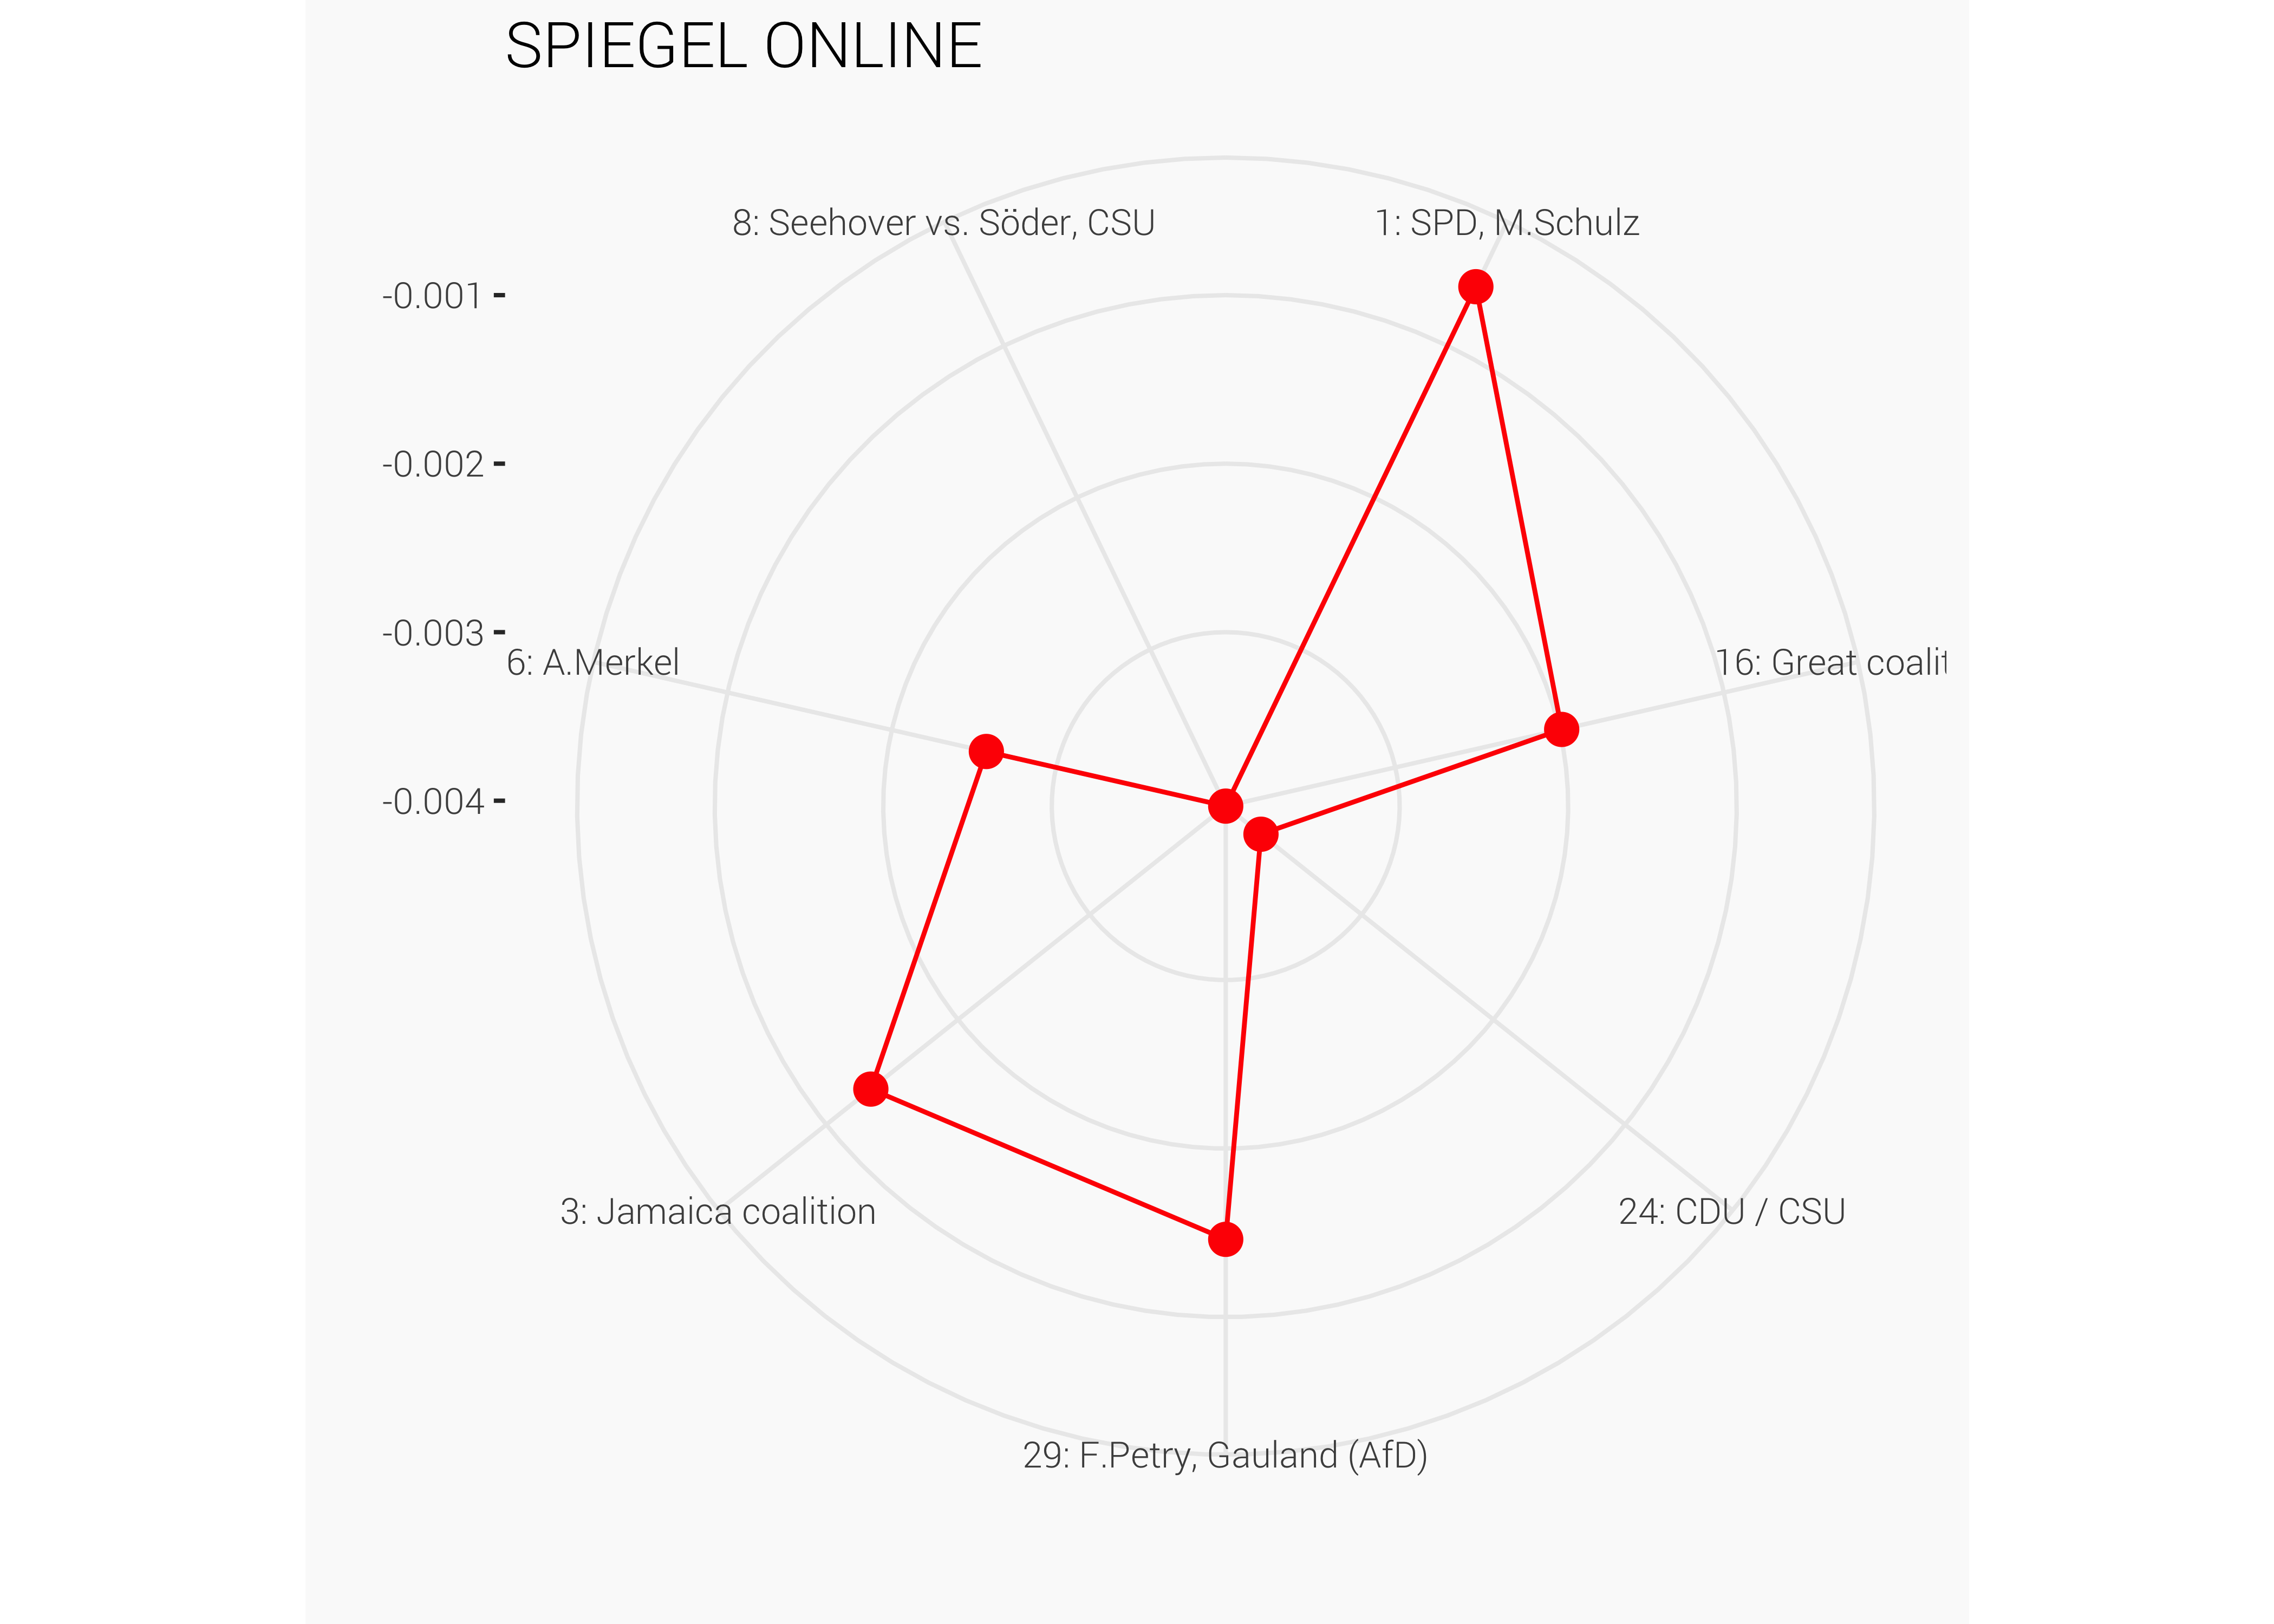 SPIEGEL ONLINE
8: Seehover vs. Söder, CSU
1: SPD, M.Schulz
-0.001
-0.002
-0.003
6: A.Merkel
16: Great coalit
-0.004
3: Jamaica coalition
24: CDU / CSU
29: F.Petry, Gauland (AfD)